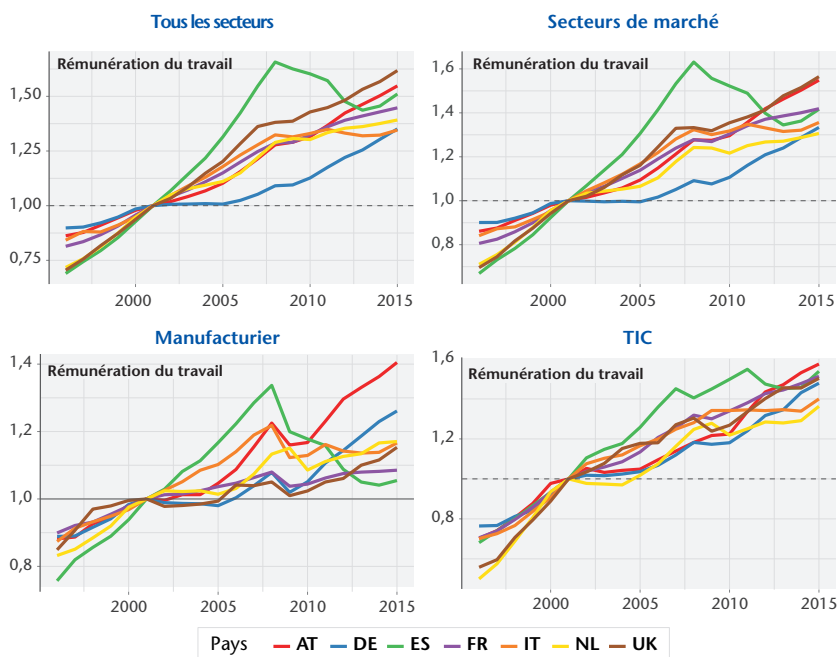 Tous les secteurs
Rémunération du travail
1,50
1,25
1,00
0,75
2000 2005 2010 2015
Secteurs de marché
Rémunération du travail
1,6
1,4
1,2
1,0
0,8
2000 2005 2010 2015
Manufacturier
Rémunération du travail
1,4
1,2
1,0
0,8
2000 2005 2010 2015
TIC
Rémunération du travail
1,6
1,2
0,8
2000 2005 2010 2015
Pays AT DE ES FR IT NL UK